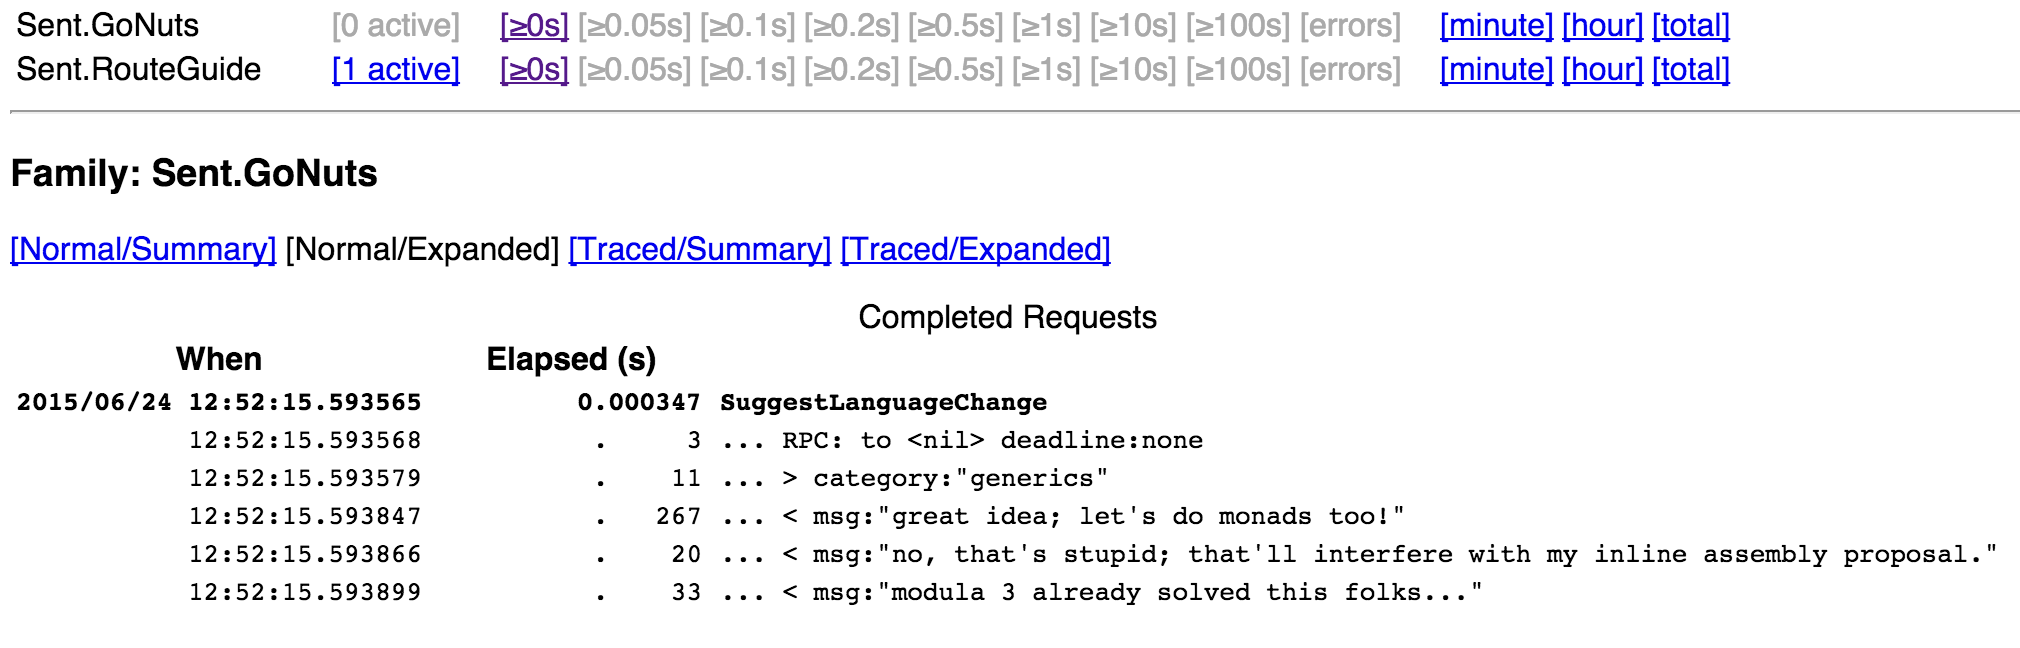 Sent.GoNuts [0 active] [≥0s] [≥0.05s] [≥0.1s] [≥0.2s] [≥0.5s] [≥1s] [≥10s] [≥100s] [errors] [minute] [hour] [total]
Sent.RouteGuide [1 active] [≥0s] [≥0.05s] [≥0.1s] [≥0.2s] [≥0.5s] [≥1s] [≥10s] [≥100s] [errors] [minute] [hour] [total]
Family: Sent.GoNuts
[Normal/Summary] [Normal/Expanded] [Traced/Summary] [Traced/Expanded]
Completed Requests
When Elapsed (s)
2015/06/24 12:52:15.593565 0.000347 SuggestLanguageChange
12:52:15.593568 . 3 ... RPC: to <nil> deadline:none
12:52:15.593579 . 11 ... > category:"generics"
12:52:15.593847 . 267 ... < msg:"great idea; let's do monads too!"
12:52:15.593866 . 20 ... < msg:"no, that's stupid; that'll interfere with my inline assembly proposal."
12:52:15.593899 . 33 ... < msg:"modula 3 already solved this folks..."